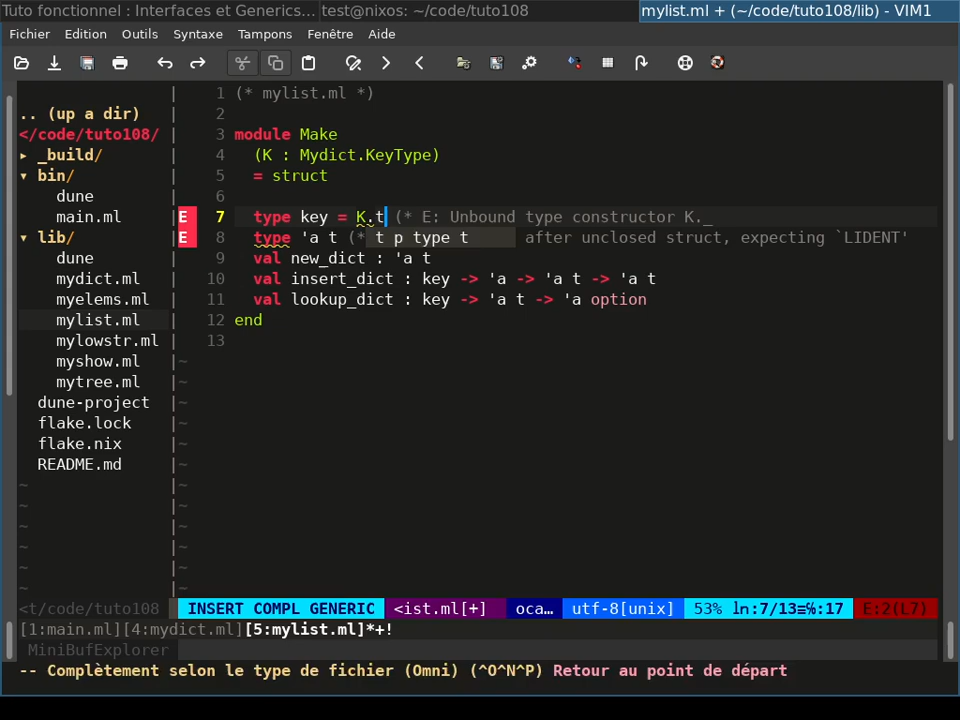 Tuto fonctionnel : Interfaces et Generics... test@nixos: ~/code/tuto108 mylist.ml + (~/code/tuto108/lib) - VIM1
Fichier Edition Outils Syntaxe Tampons Fenêtre Aide
1 (* mylist.ml *)
.. (up a dir) 2
</code/tuto108/ 3 module Make
▸ _build/ 4 (K : Mydict.KeyType)
▾ bin/ 5 = struct
dune 6
main.ml E 7 type key = K.t (* E: Unbound type constructor K._
▾ lib/ E 8 type 'a t (* t p type t after unclosed struct, expecting `LIDENT'
dune 9 val new_dict : 'a t
mydict.ml 10 val insert_dict : key -> 'a -> 'a t -> 'a t
myelems.ml 11 val lookup_dict : key -> 'a t -> 'a option
mylist.ml 12 end
mylowstr.ml 13
myshow.ml ~
mytree.ml ~
dune-project ~
flake.lock ~
flake.nix ~
README.md ~
~ ~
~ ~
~ ~
~ ~
~ ~
~ ~
<t/code/tuto108 INSERT COMPL GENERIC <ist.ml[+] oca… utf-8[unix] 53% ㏑:7/13≡℅:17 E:2(L7)
[1:main.ml][4:mydict.ml][5:mylist.ml]*+!
MiniBufExplorer
-- Complètement selon le type de fichier (Omni) (^O^N^P) Retour au point de départ